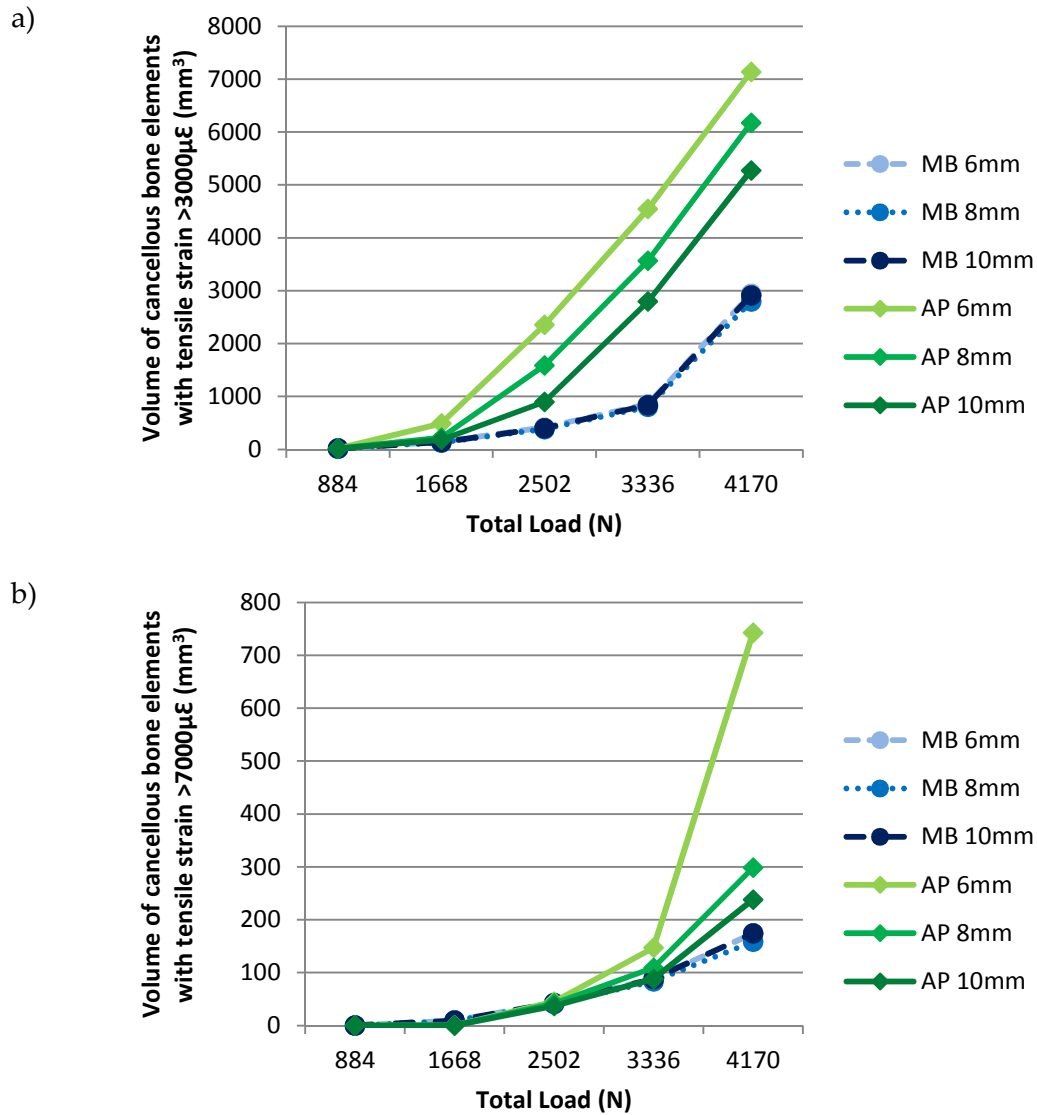 a)
Volume of cancellous bone elements
with tensile strain >3000µƐ (mm³)
8000
7000
6000
5000
4000
3000
2000
1000
0
884 1668 2502 3336 4170
Total Load (N)
MB 6mm
MB 8mm
MB 10mm
AP 6mm
AP 8mm
AP 10mm
b)
Volume of cancellous bone elements
with tensile strain >7000µƐ (mm³)
800
700
600
500
400
300
200
100
0
884 1668 2502 3336 4170
Total Load (N)
MB 6mm
MB 8mm
MB 10mm
AP 6mm
AP 8mm
AP 10mm